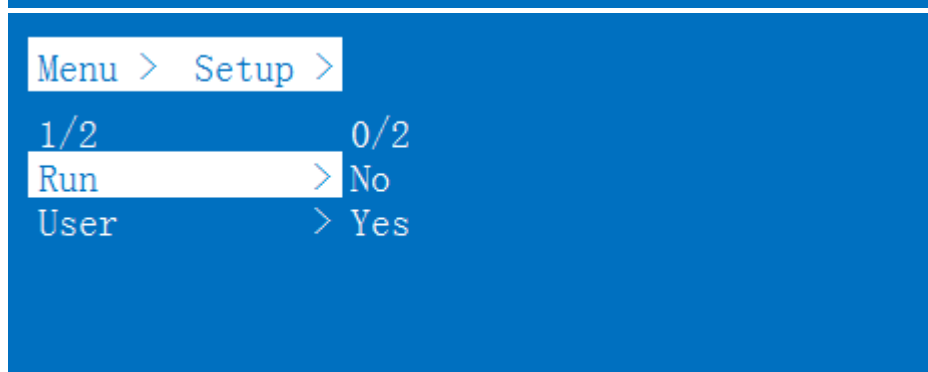 Menu > Setup >
1/2 0/2
Run > No
User > Yes